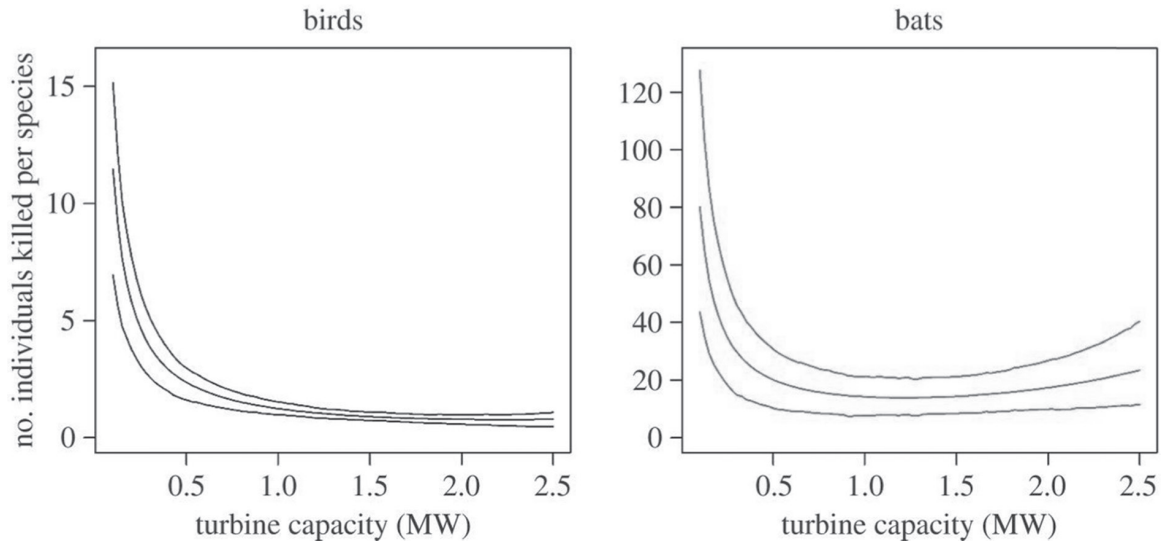 birds
no. individuals killed per species
15
10
5
0
0.5 1.0 1.5 2.0 2.5
turbine capacity (MW)
bats
120
100
80
60
40
20
0
0.5 1.0 1.5 2.0 2.5
turbine capacity (MW)